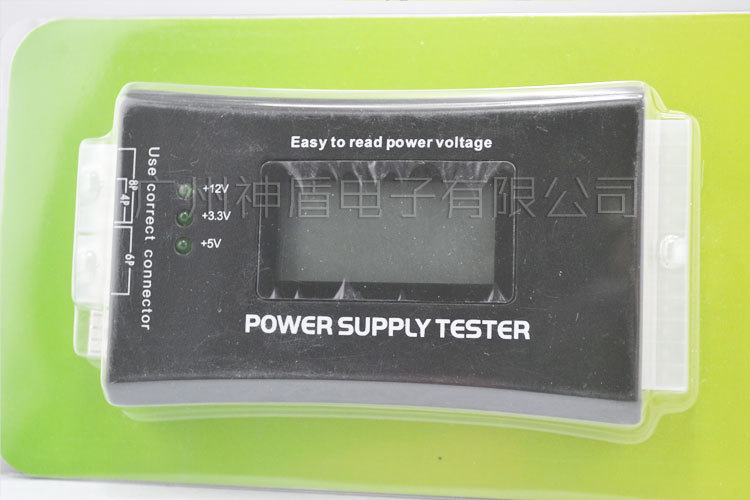 Easy to read power voltage
Use correct connector
8P
4P
6P
+12V
+3.3V
+5V
广州神盾电子有限公司
POWER SUPPLY TESTER